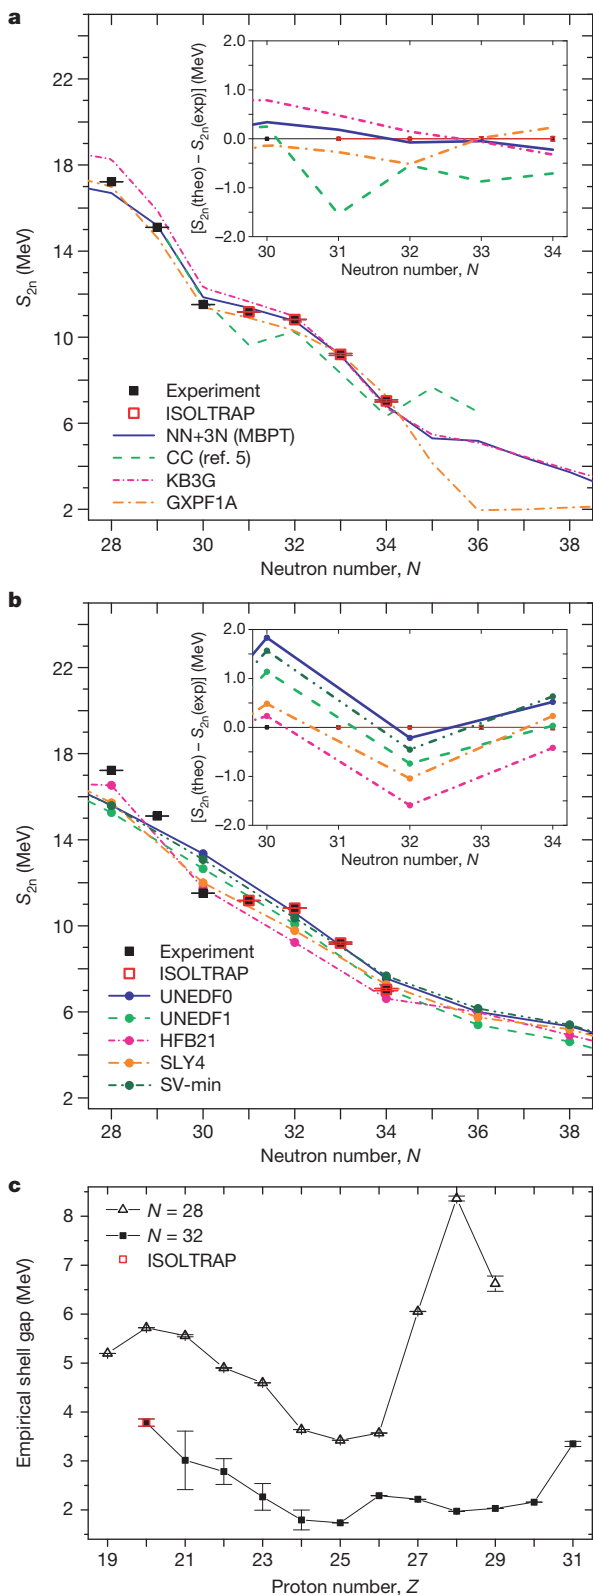 a
22
18
14
10
6
2
S2n (MeV)
28
30
32
34
36
38
Neutron number, N
Experiment
ISOLTRAP
NN+3N (MBPT)
CC (ref. 5)
KB3G
GXPF1A
2.0
1.0
0.0
−1.0
−2.0
[S2n(theo) − S2n(exp)] (MeV)
30
31
32
33
34
Neutron number, N
b
22
18
14
10
6
2
S2n (MeV)
28
30
32
34
36
38
Neutron number, N
Experiment
ISOLTRAP
UNEDF0
UNEDF1
HFB21
SLY4
SV-min
2.0
1.0
0.0
−1.0
−2.0
[S2n(theo) − S2n(exp)] (MeV)
30
31
32
33
34
Neutron number, N
c
8
7
6
5
4
3
2
Empirical shell gap (MeV)
N = 28
N = 32
ISOLTRAP
19
21
23
25
27
29
31
Proton number, Z